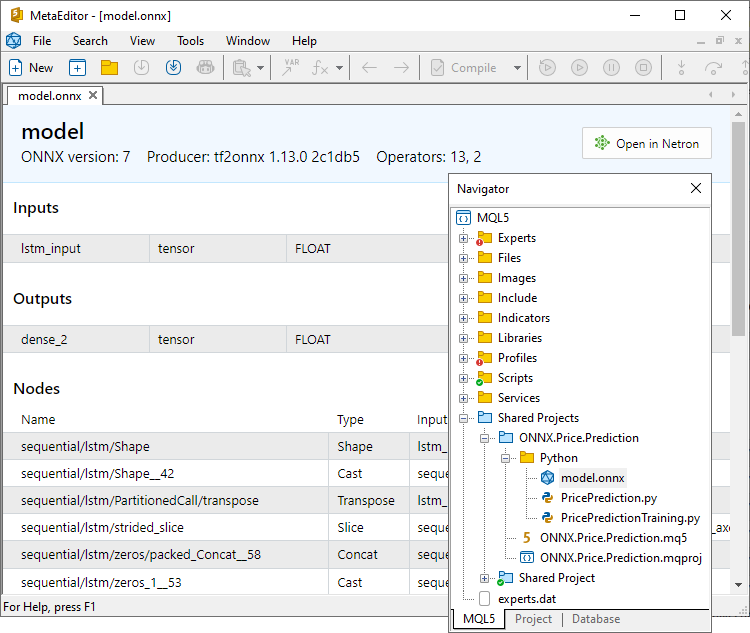 MetaEditor - [model.onnx]
File Search View Tools Window Help
New VAR Compile
model.onnx
model
ONNX version: 7 Producer: tf2onnx 1.13.0 2c1db5 Operators: 13, 2
Open in Netron
Inputs
lstm_input tensor FLOAT
Outputs
dense_2 tensor FLOAT
Nodes
Name Type Input
sequential/lstm/Shape Shape lstm_
sequential/lstm/Shape__42 Cast seque
sequential/lstm/PartitionedCall/transpose Transpose lstm_
sequential/lstm/strided_slice Slice seque _axe
sequential/lstm/zeros/packed_Concat__58 Concat seque
sequential/lstm/zeros_1__53 Cast seque
For Help, press F1
Navigator
MQL5
Experts
Files
Images
Include
Indicators
Libraries
Profiles
Scripts
Services
Shared Projects
ONNX.Price.Prediction
Python
model.onnx
PricePrediction.py
PricePredictionTraining.py
ONNX.Price.Prediction.mq5
ONNX.Price.Prediction.mqproj
Shared Project
experts.dat
MQL5 Project Database